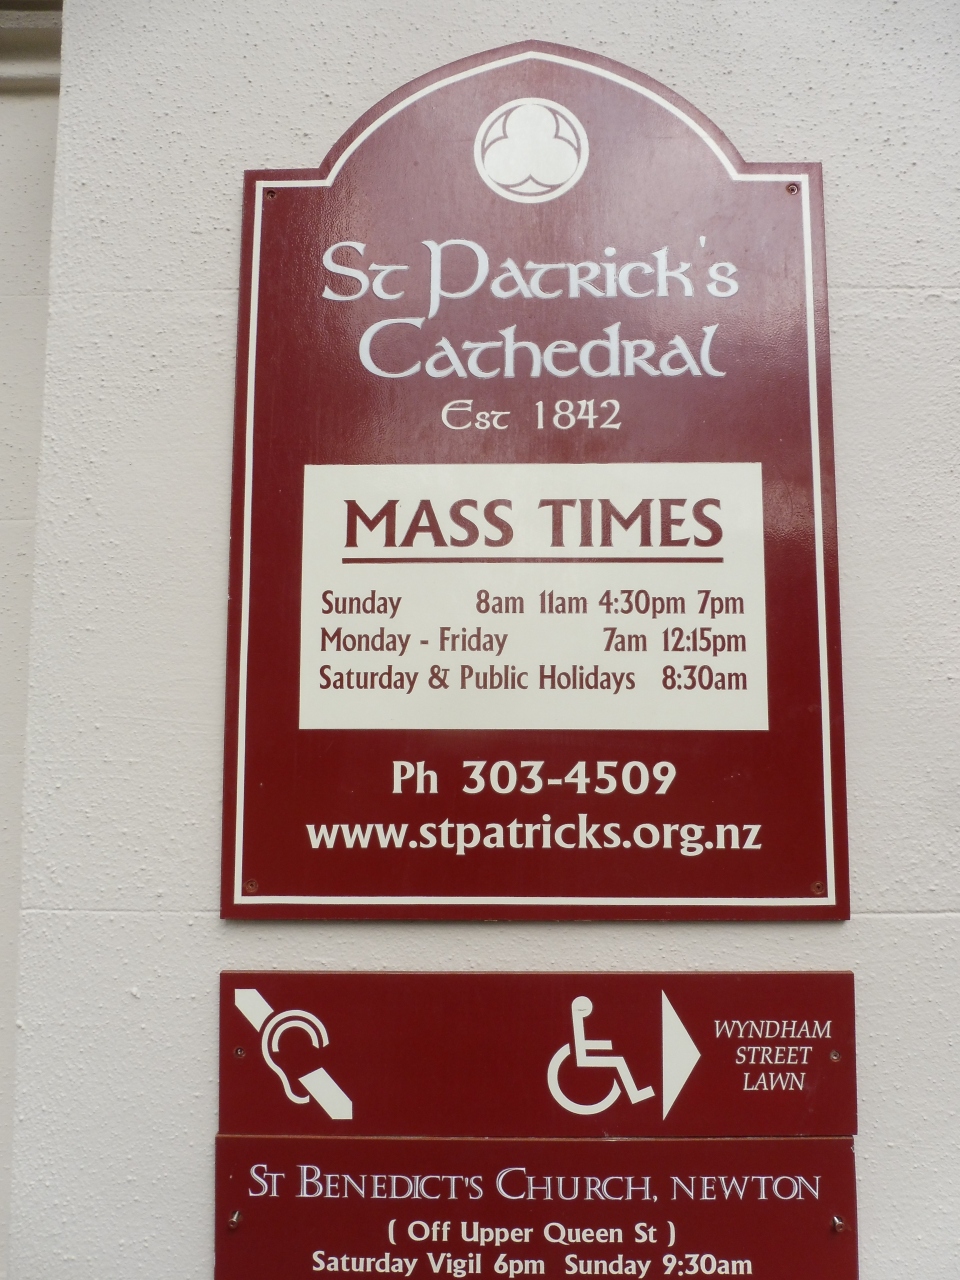 St Patrick's
Cathedral
Est 1842
MASS TIMES
Sunday 8am 11am 4:30pm 7pm
Monday - Friday 7am 12:15pm
Saturday & Public Holidays 8:30am
Ph 303-4509
www.stpatricks.org.nz
WYNDHAM
STREET
LAWN
ST BENEDICT'S CHURCH, NEWTON
( Off Upper Queen St )
Saturday Vigil 6pm Sunday 9:30am